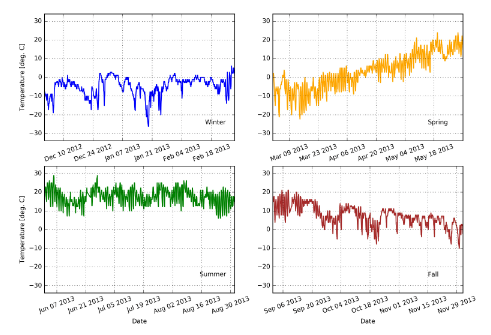 Temperature [deg. C]
30
20
10
0
−10
−20
−30
Winter
Dec 10 2012
Dec 24 2012
Jan 07 2013
Jan 21 2013
Feb 04 2013
Feb 18 2013
30
20
10
0
−10
−20
−30
Spring
Mar 09 2013
Mar 23 2013
Apr 06 2013
Apr 20 2013
May 04 2013
May 18 2013
Temperature [deg. C]
30
20
10
0
−10
−20
−30
Summer
Jun 07 2013
Jun 21 2013
Jul 05 2013
Jul 19 2013
Aug 02 2013
Aug 16 2013
Aug 30 2013
Date
30
20
10
0
−10
−20
−30
Fall
Sep 06 2013
Sep 20 2013
Oct 04 2013
Oct 18 2013
Nov 01 2013
Nov 15 2013
Nov 29 2013
Date